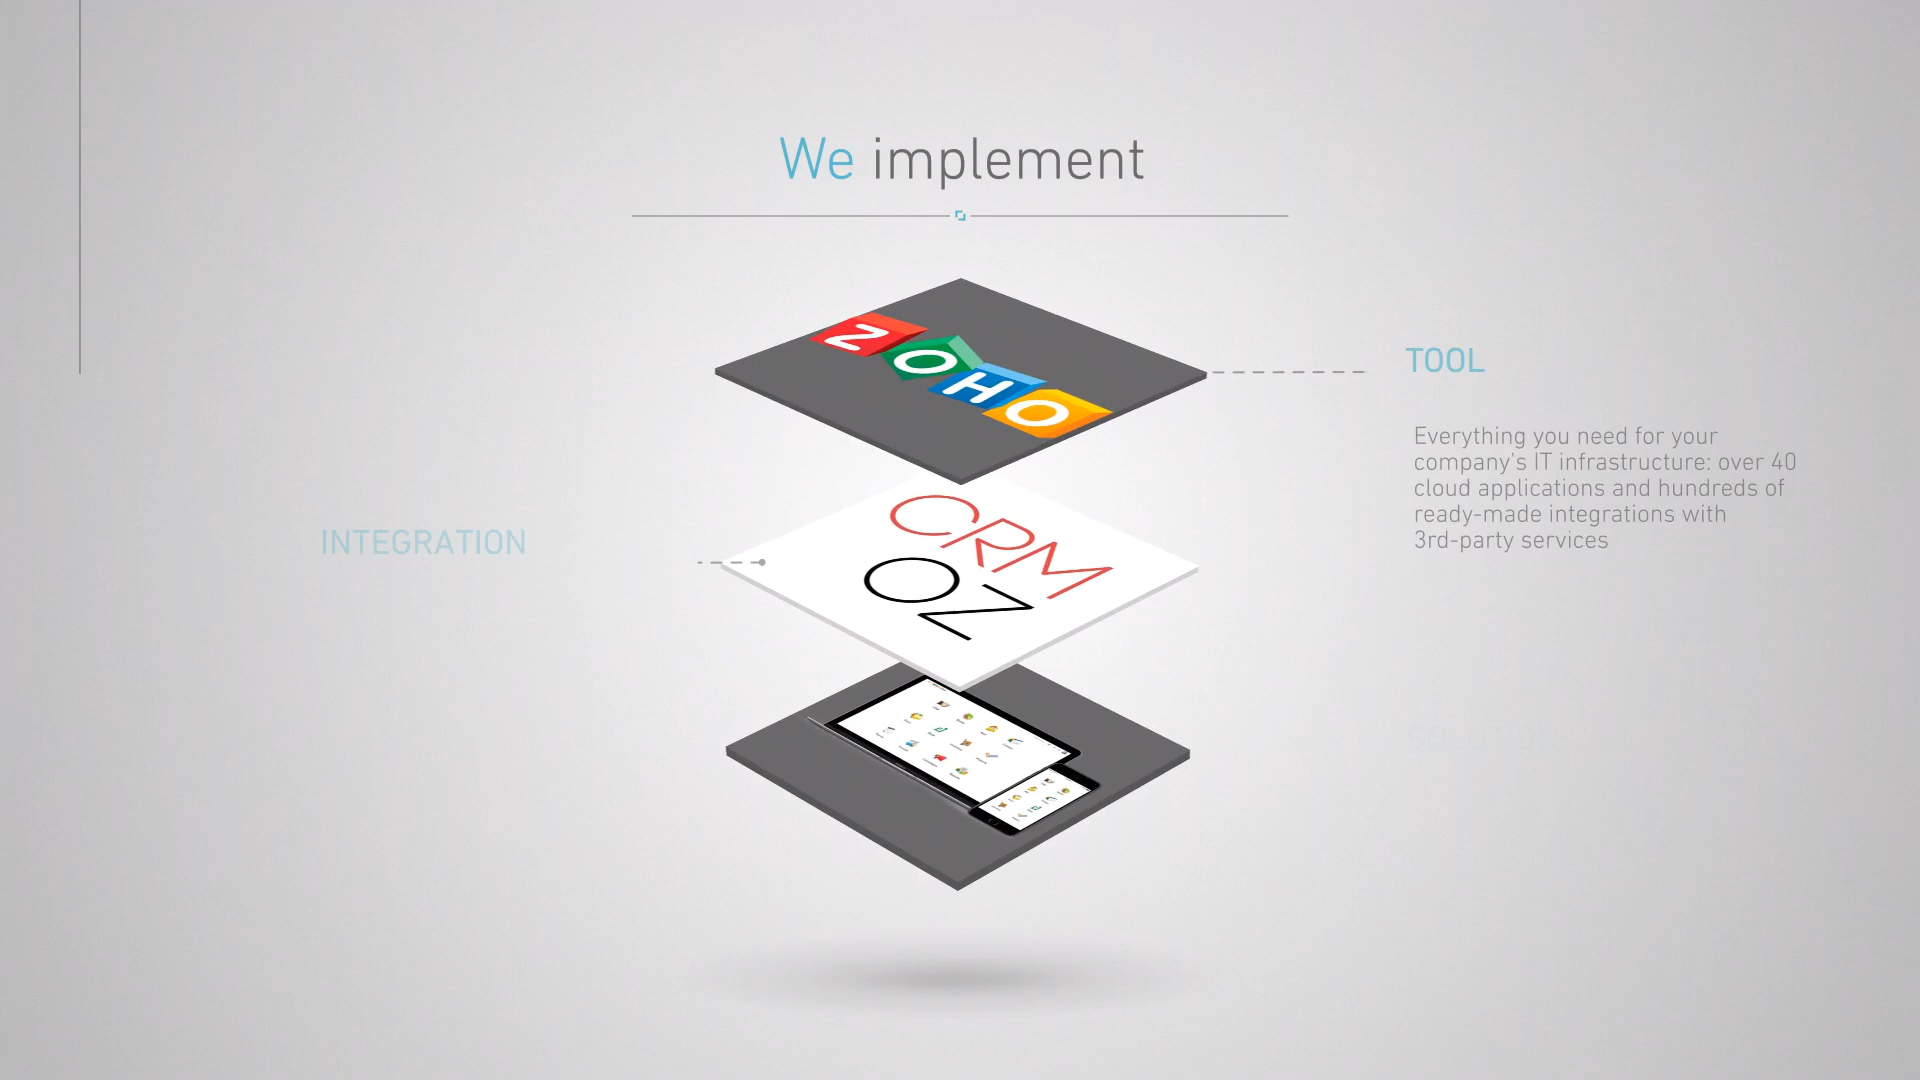 We implement
ZOHO
TOOL
Everything you need for your
company's IT infrastructure: over 40
cloud applications and hundreds of
ready-made integrations with
3rd-party services
INTEGRATION
CRM
OZ